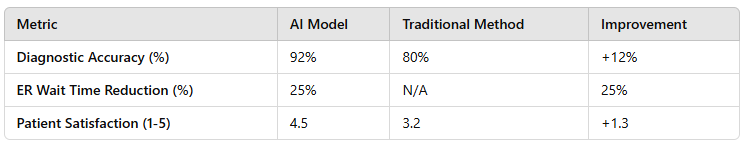 Metric AI Model Traditional Method Improvement
Diagnostic Accuracy (%) 92% 80% +12%
ER Wait Time Reduction (%) 25% N/A 25%
Patient Satisfaction (1-5) 4.5 3.2 +1.3